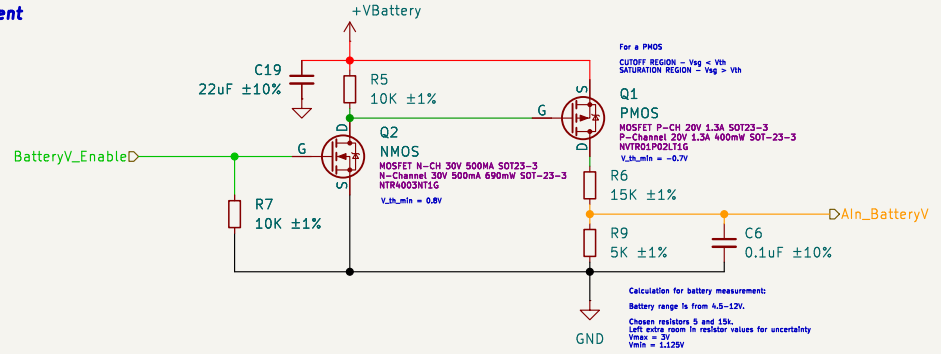 ent
+VBattery
C19
22uF ±10%
R5
10K ±1%
For a PMOS
CUTOFF REGION - Vsg < Vth
SATURATION REGION - Vsg > Vth
G
S
D
Q1
PMOS
MOSFET P-CH 20V 1.3A SOT23-3
P-Channel 20V 1.3A 400mW SOT-23-3
NVTR01P02LT1G
V_th_min = -0.7V
BatteryV_Enable
G
D
S
Q2
NMOS
MOSFET N-CH 30V 500MA SOT23-3
N-Channel 30V 500mA 690mW SOT-23-3
NTR4003NT1G
V_th_min = 0.8V
R7
10K ±1%
R6
15K ±1%
AIn_BatteryV
R9
5K ±1%
C6
0.1uF ±10%
GND
Calculation for battery measurement:
Battery range is from 4.5-12V.
Chosen resistors 5 and 15k.
Left extra room in resistor values for uncertainty
Vmax = 3V
Vmin = 1.125V